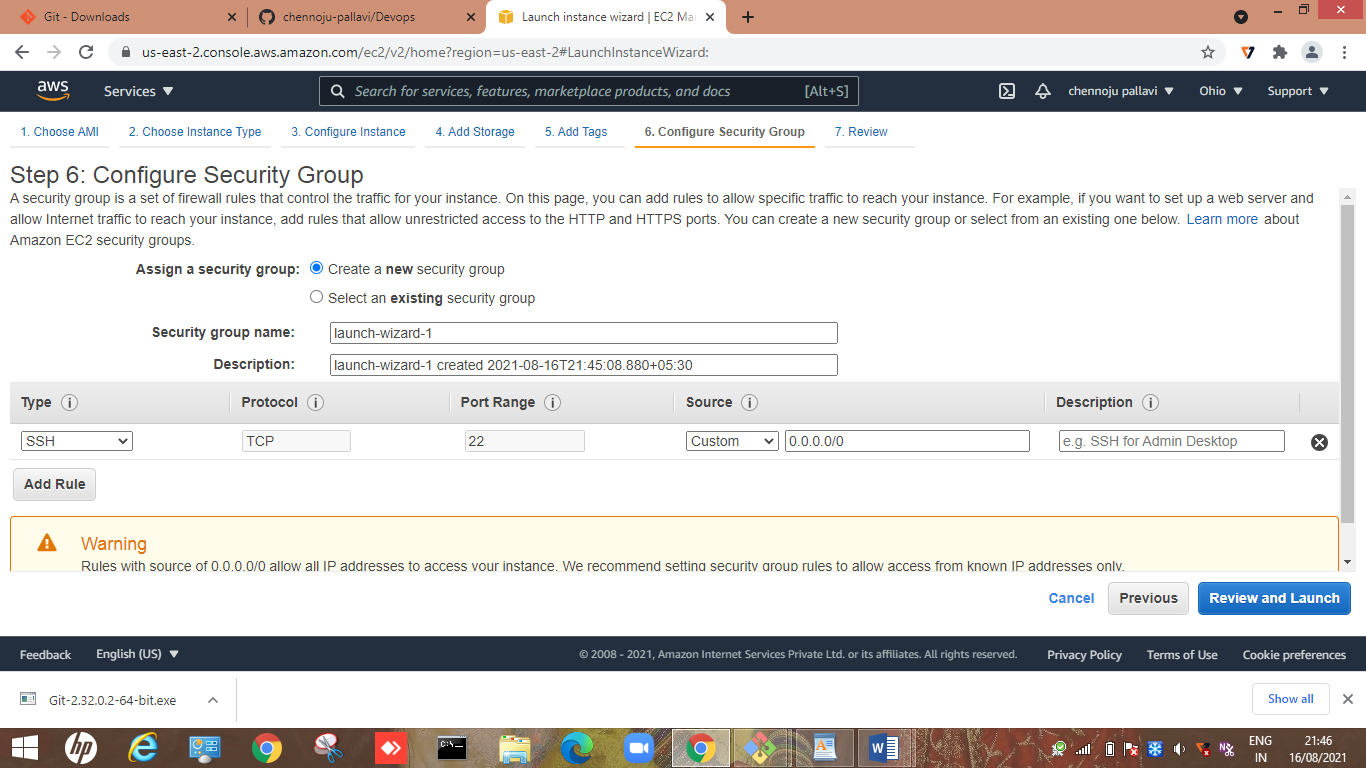 Git - Downloads
chennoju-pallavi/Devops
Launch instance wizard | EC2 Ma
us-east-2.console.aws.amazon.com/ec2/v2/home?region=us-east-2#LaunchInstanceWizard:
aws
Services
Search for services, features, marketplace products, and docs
[Alt+S]
chennoju pallavi
Ohio
Support
1. Choose AMI
2. Choose Instance Type
3. Configure Instance
4. Add Storage
5. Add Tags
6. Configure Security Group
7. Review
Step 6: Configure Security Group
A security group is a set of firewall rules that control the traffic for your instance. On this page, you can add rules to allow specific traffic to reach your instance. For example, if you want to set up a web server and
allow Internet traffic to reach your instance, add rules that allow unrestricted access to the HTTP and HTTPS ports. You can create a new security group or select from an existing one below. Learn more about
Amazon EC2 security groups.
Assign a security group:
Create a new security group
Select an existing security group
Security group name:
launch-wizard-1
Description:
launch-wizard-1 created 2021-08-16T21:45:08.880+05:30
Type
Protocol
Port Range
Source
Description
SSH
TCP
22
Custom
0.0.0.0/0
e.g. SSH for Admin Desktop
Add Rule
Warning
Rules with source of 0.0.0.0/0 allow all IP addresses to access your instance. We recommend setting security group rules to allow access from known IP addresses only.
Cancel
Previous
Review and Launch
Feedback
English (US)
© 2008 - 2021, Amazon Internet Services Private Ltd. or its affiliates. All rights reserved.
Privacy Policy
Terms of Use
Cookie preferences
Git-2.32.0.2-64-bit.exe
Show all
ENG
IN
21:46
16/08/2021